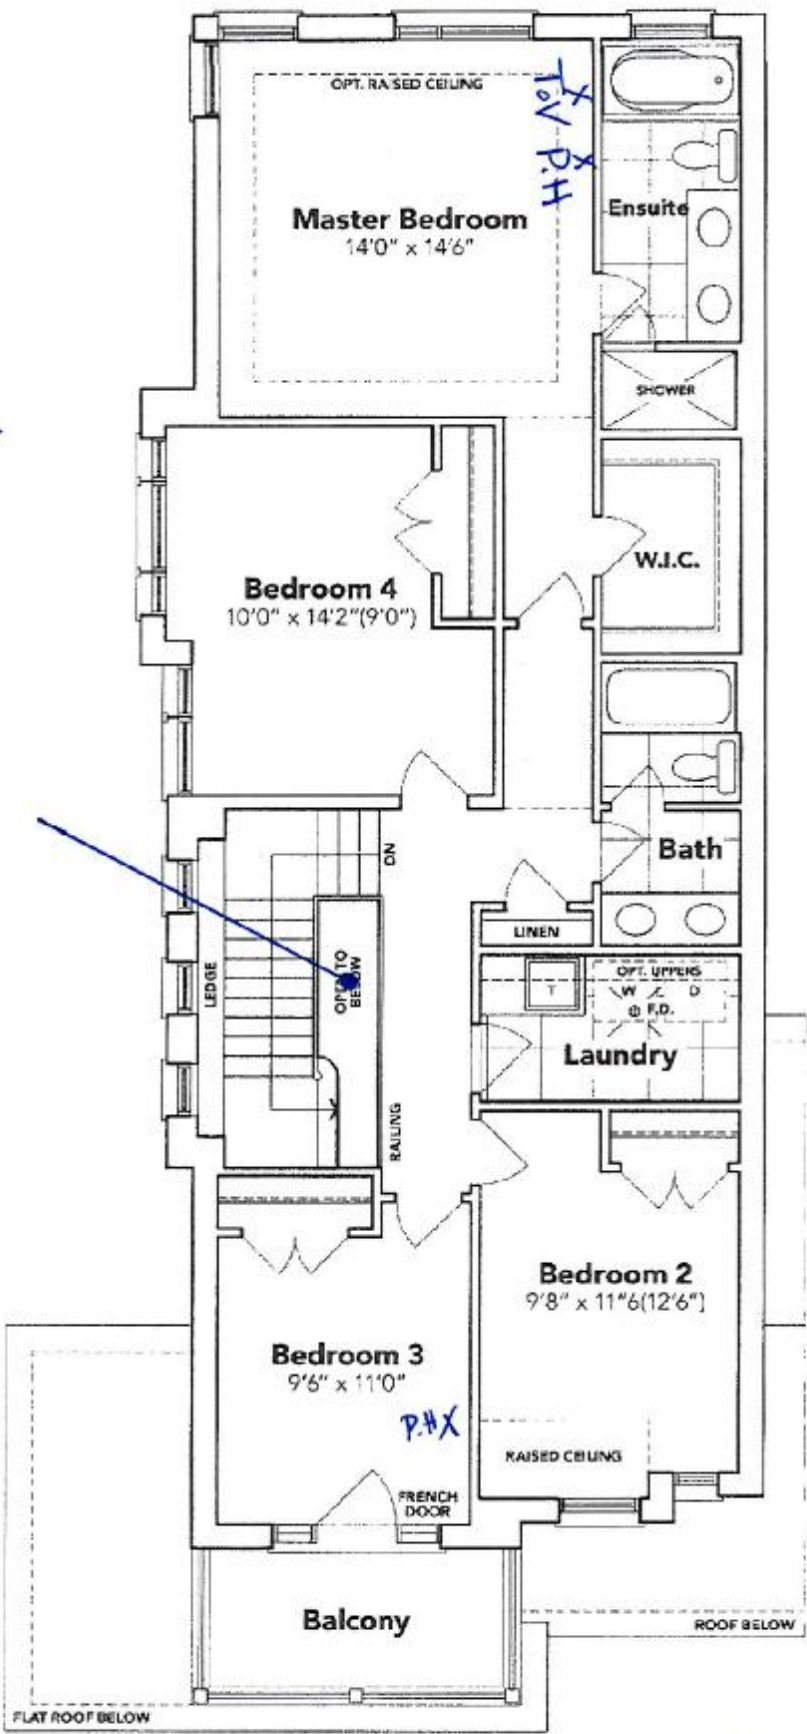 OPT. RAISED CEILING
T.V
P.H
Master Bedroom
14'0" x 14'6"
Ensuite
SHOWER
W.I.C.
Bedroom 4
10'0" x 14'2"(9'0")
Bath
DN
LINEN
LEDGE
OPEN TO
BELOW
OPT. UPPERS
T
W
D
F.D.
Laundry
RAILING
Bedroom 2
9'8" x 11"6(12'6")
Bedroom 3
9'6" x 11'0"
P.H X
RAISED CEILING
FRENCH
DOOR
Balcony
ROOF BELOW
FLAT ROOF BELOW